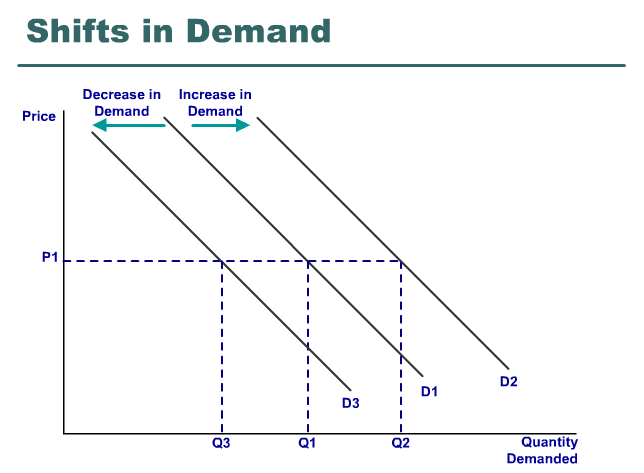 Shifts in Demand
Decrease in
Demand
Increase in
Demand
Price
P1
D3
D1
D2
Q3
Q1
Q2
Quantity
Demanded